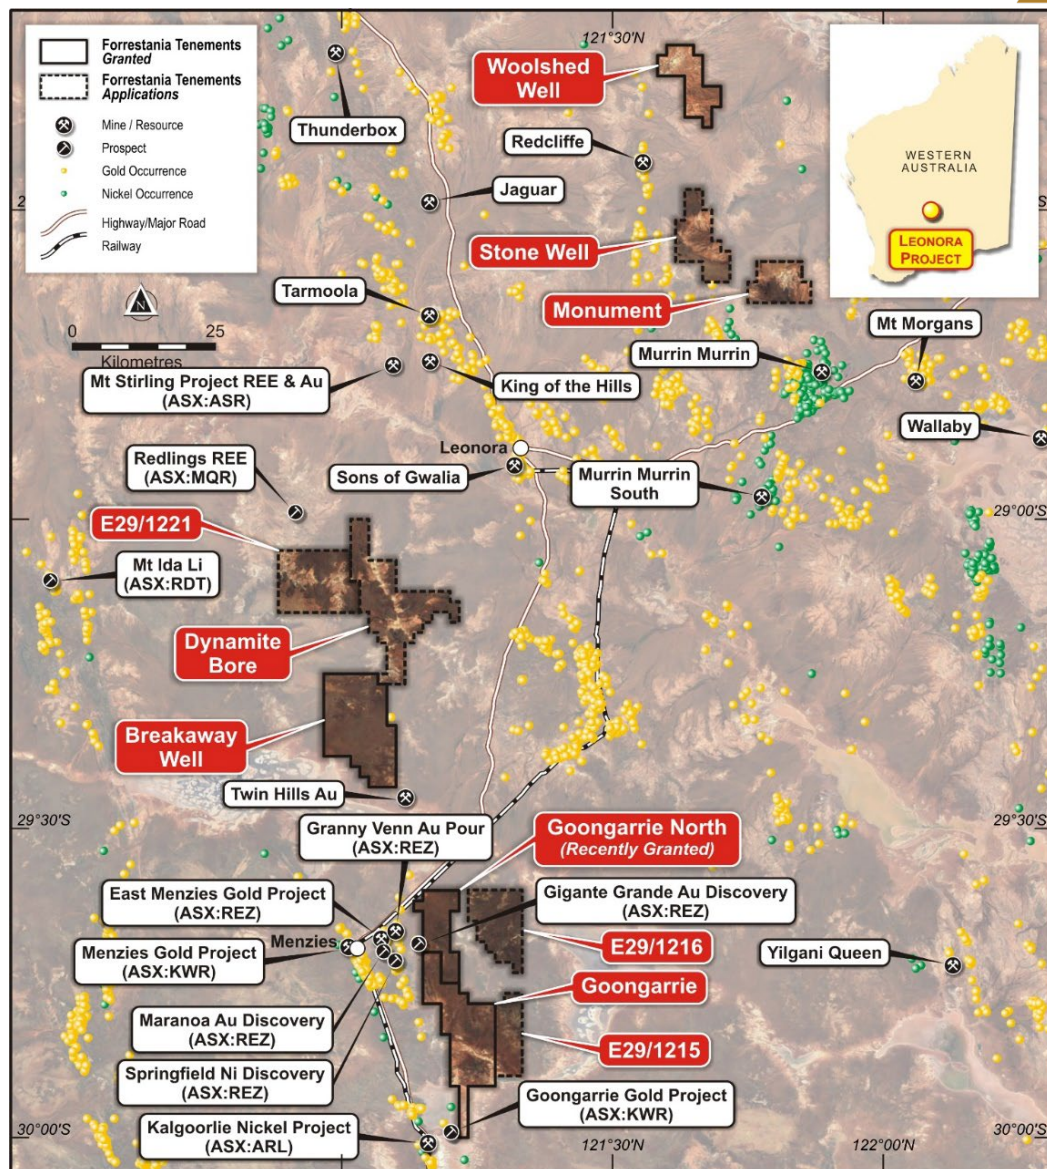 Forrestania Tenements
Granted
Forrestania Tenements
Applications
Mine / Resource
Prospect
Gold Occurrence
Nickel Occurrence
Highway/Major Road
Railway
N
0 25
Kilometres
121°30'N
WESTERN
AUSTRALIA
LEONORA
PROJECT
Woolshed
Well
Thunderbox
Redcliffe
Jaguar
Stone Well
Tarmoola
Monument
Mt Morgans
Murrin Murrin
Mt Stirling Project REE & Au
(ASX:ASR)
King of the Hills
Wallaby
Leonora
Redlings REE
(ASX:MQR)
Sons of Gwalia
Murrin Murrin
South
29°00'S
E29/1221
Mt Ida Li
(ASX:RDT)
Dynamite
Bore
Breakaway
Well
Twin Hills Au
29°30'S
29°30'S
Granny Venn Au Pour
(ASX:REZ)
Goongarrie North
(Recently Granted)
East Menzies Gold Project
(ASX:REZ)
Gigante Grande Au Discovery
(ASX:REZ)
Menzies
Menzies Gold Project
(ASX:KWR)
E29/1216
Yilgani Queen
Goongarrie
Maranoa Au Discovery
(ASX:REZ)
E29/1215
Springfield Ni Discovery
(ASX:REZ)
Goongarrie Gold Project
(ASX:KWR)
Kalgoorlie Nickel Project
(ASX:ARL)
30°00'S
121°30'S
122°00'S
30°00'S